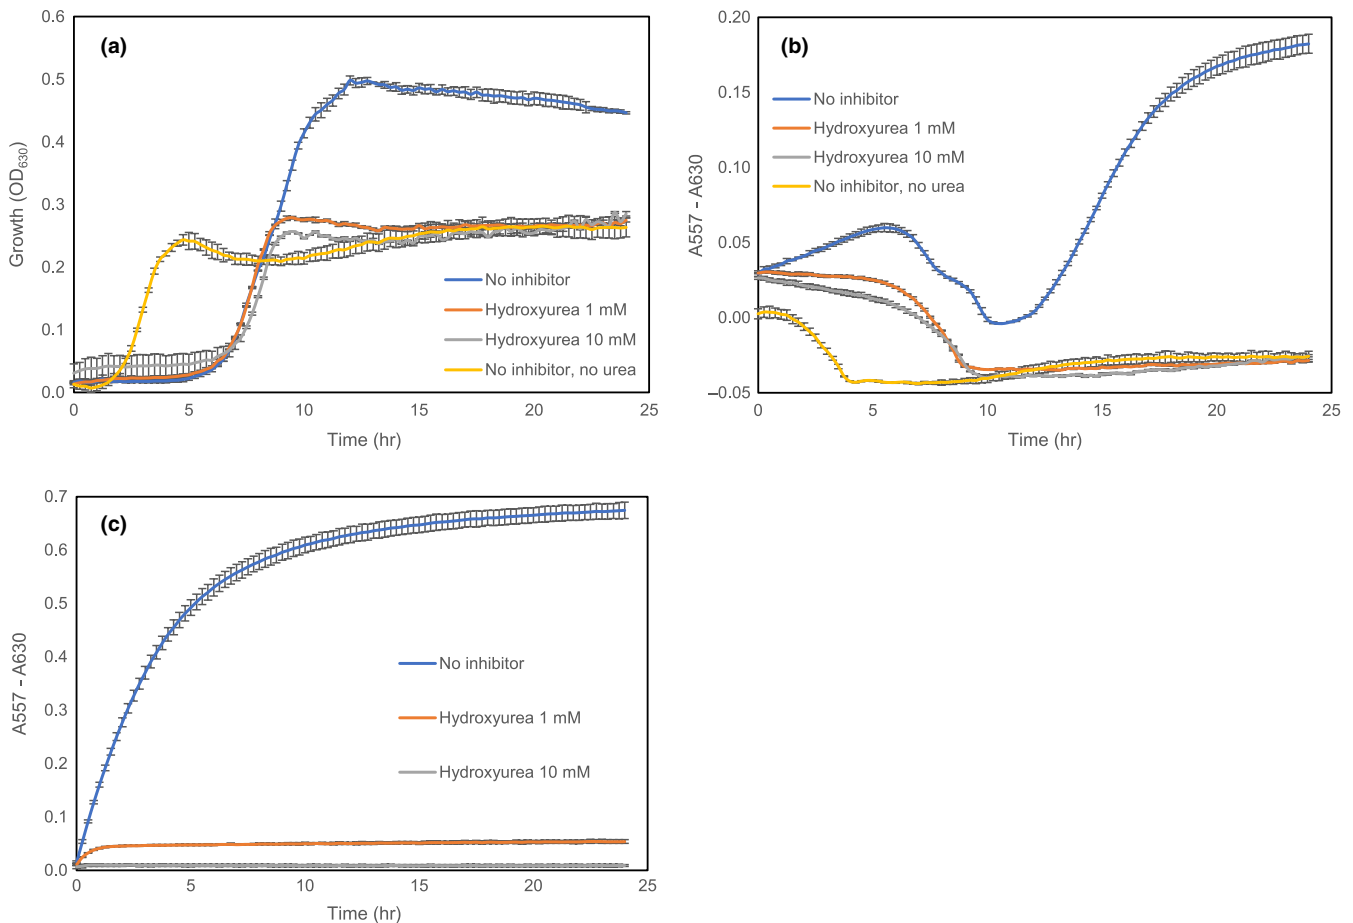 (a)
Growth (OD630)
0.6
0.5
0.4
0.3
0.2
0.1
0.0
0 5 10 15 20 25
Time (hr)
No inhibitor
Hydroxyurea 1 mM
Hydroxyurea 10 mM
No inhibitor, no urea
(b)
A557 - A630
0.20
0.15
0.10
0.05
0.00
–0.05
0 5 10 15 20 25
Time (hr)
No inhibitor
Hydroxyurea 1 mM
Hydroxyurea 10 mM
No inhibitor, no urea
(c)
A557 - A630
0.7
0.6
0.5
0.4
0.3
0.2
0.1
0.0
0 5 10 15 20 25
Time (hr)
No inhibitor
Hydroxyurea 1 mM
Hydroxyurea 10 mM